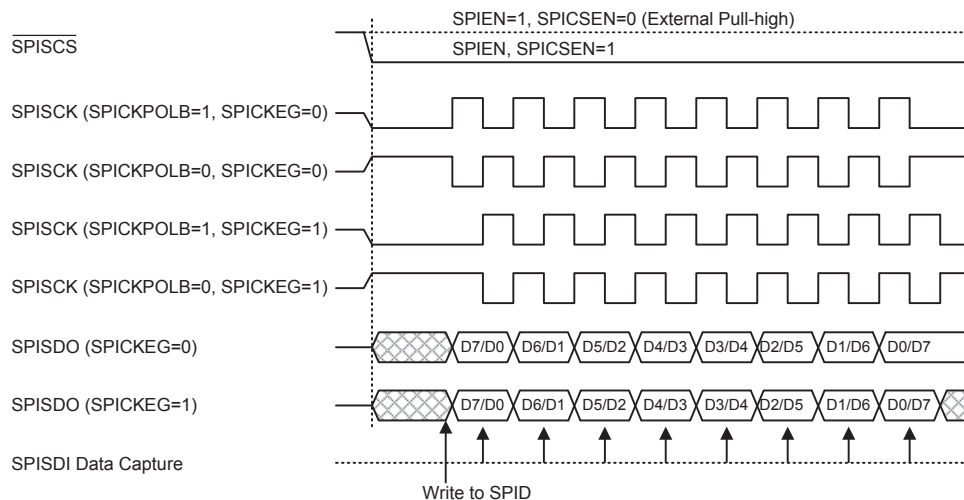 SPIEN=1, SPICSEN=0 (External Pull-high)
SPISCS
SPIEN, SPICSEN=1
SPISCK (SPICKPOLB=1, SPICKEG=0)
SPISCK (SPICKPOLB=0, SPICKEG=0)
SPISCK (SPICKPOLB=1, SPICKEG=1)
SPISCK (SPICKPOLB=0, SPICKEG=1)
SPISDO (SPICKEG=0) D7/D0 D6/D1 D5/D2 D4/D3 D3/D4 D2/D5 D1/D6 D0/D7
SPISDO (SPICKEG=1) D7/D0 D6/D1 D5/D2 D4/D3 D3/D4 D2/D5 D1/D6 D0/D7
SPISDI Data Capture
Write to SPID